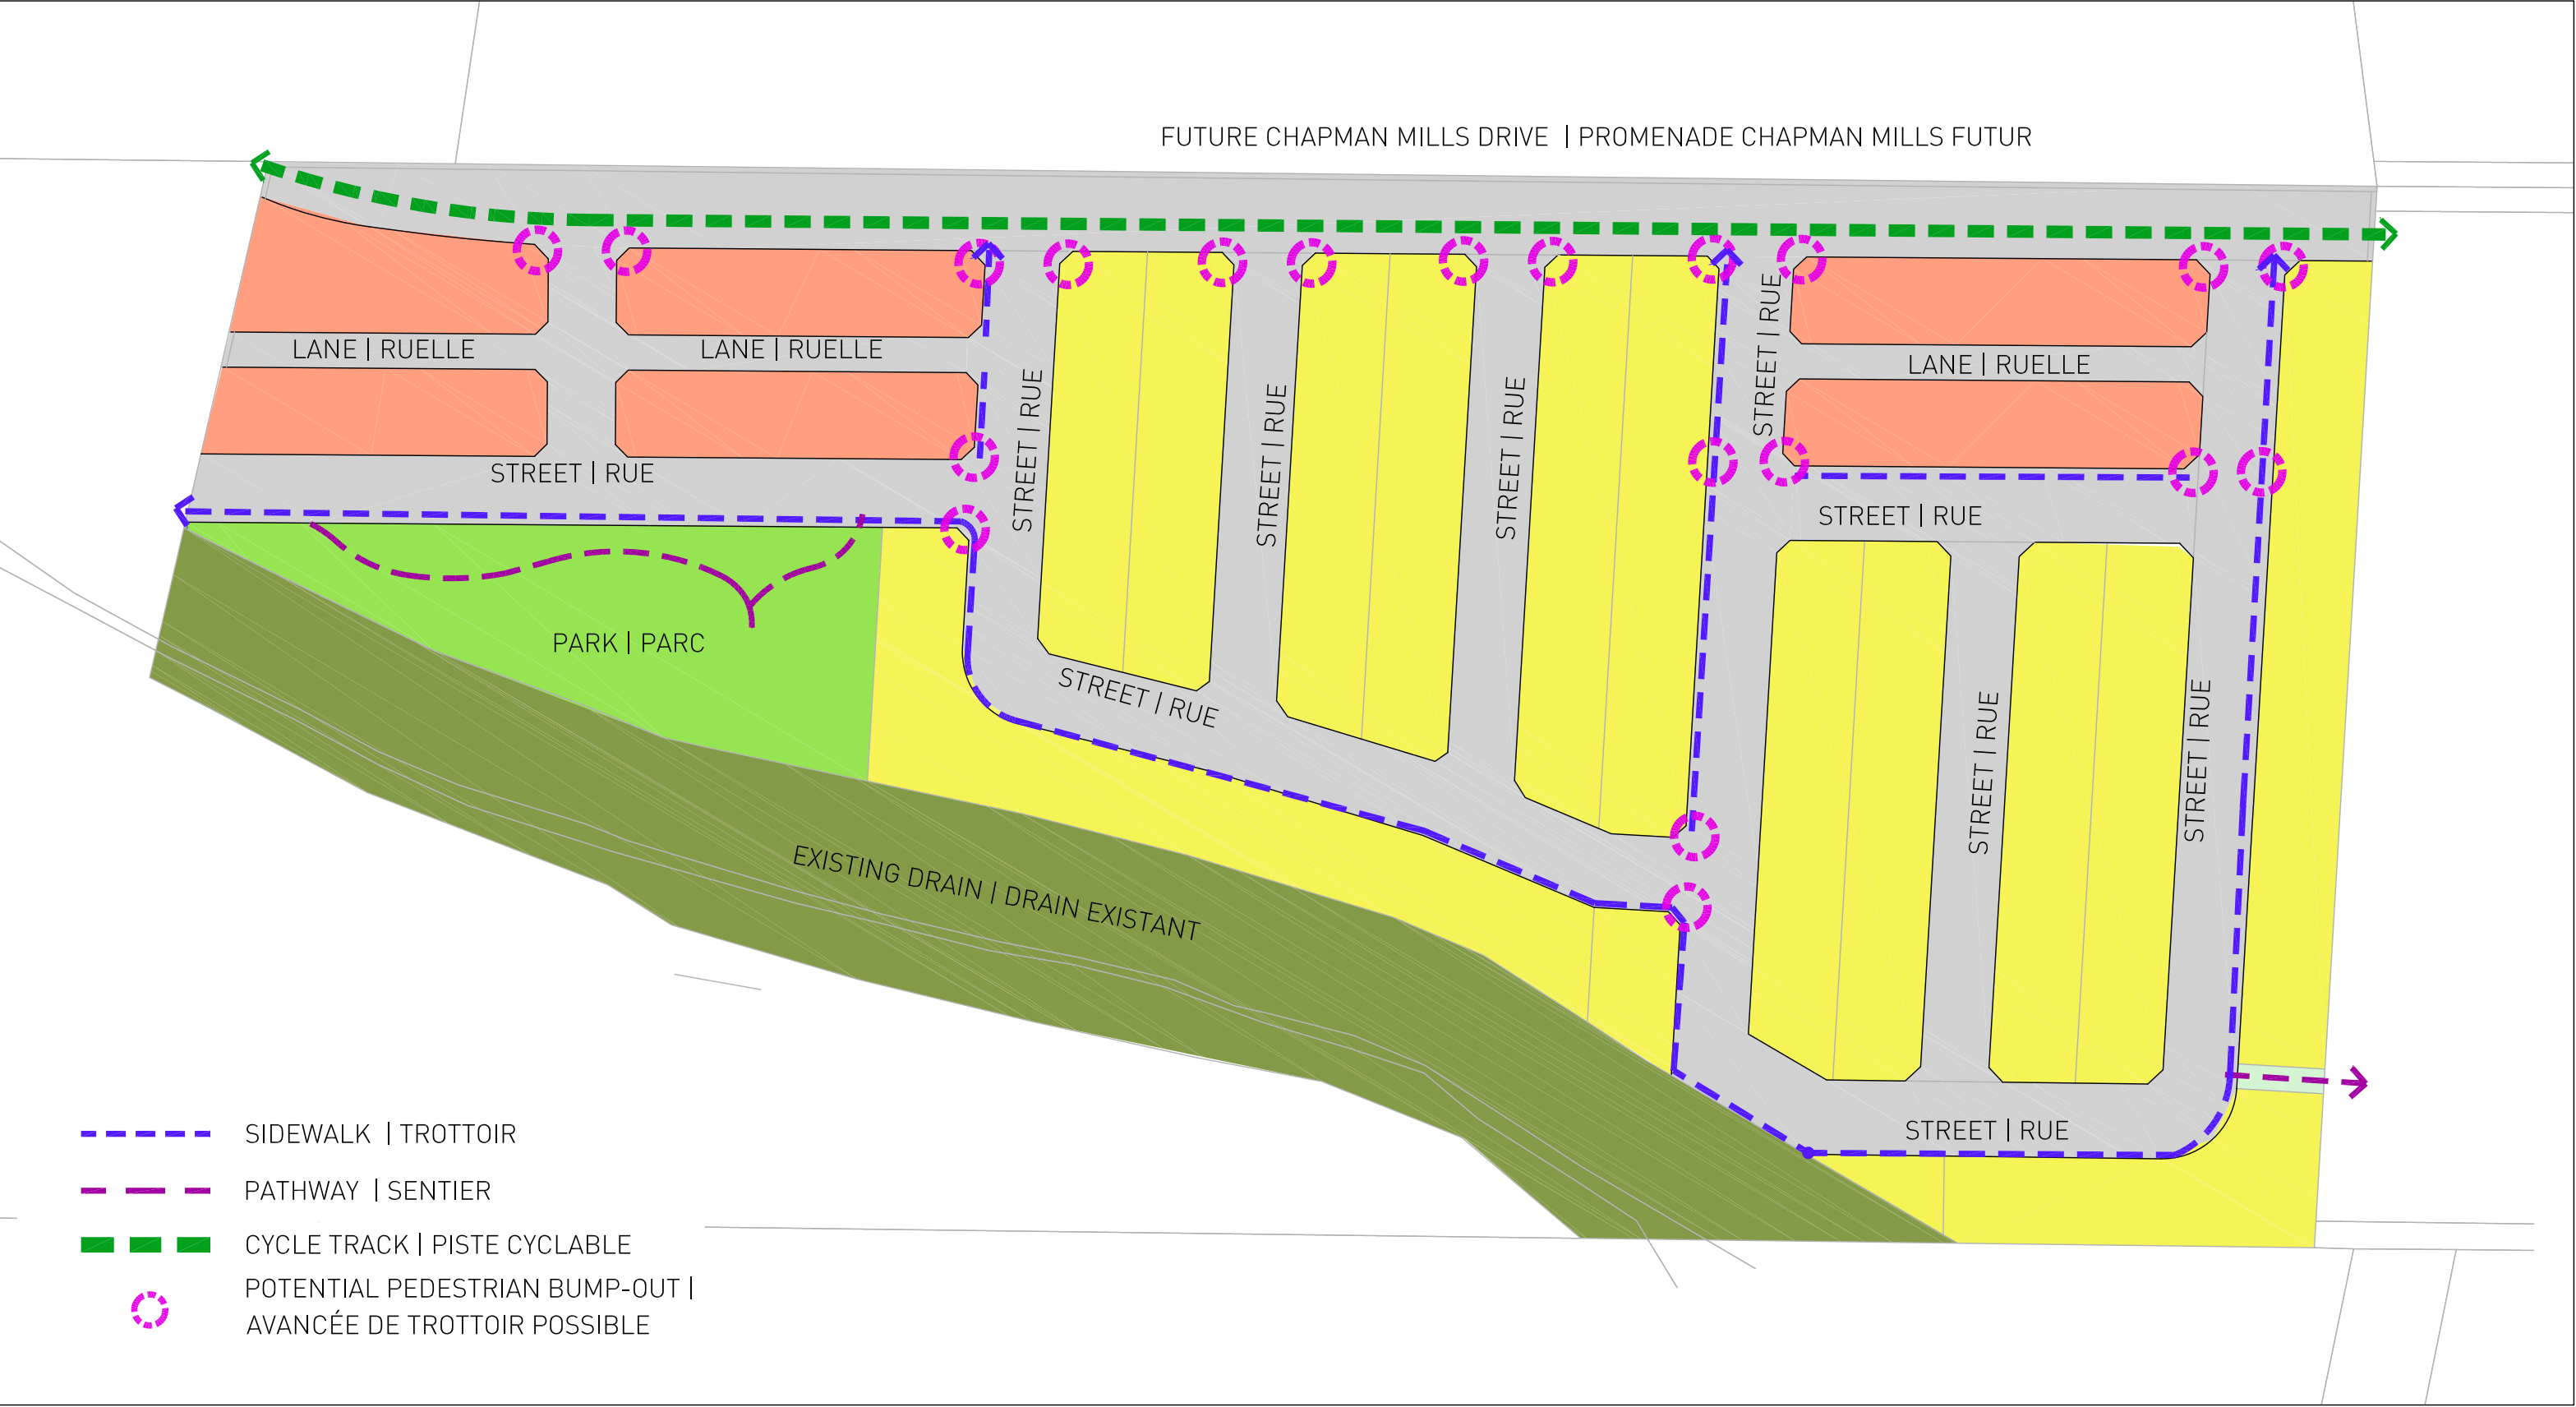 FUTURE CHAPMAN MILLS DRIVE | PROMENADE CHAPMAN MILLS FUTUR
LANE | RUELLE
LANE | RUELLE
STREET | RUE
LANE | RUELLE
STREET | RUE
STREET | RUE
STREET | RUE
STREET | RUE
STREET | RUE
PARK | PARC
STREET | RUE
STREET | RUE
STREET | RUE
EXISTING DRAIN | DRAIN EXISTANT
STREET | RUE
SIDEWALK | TROTTOIR
PATHWAY | SENTIER
CYCLE TRACK | PISTE CYCLABLE
POTENTIAL PEDESTRIAN BUMP-OUT |
AVANCÉE DE TROTTOIR POSSIBLE